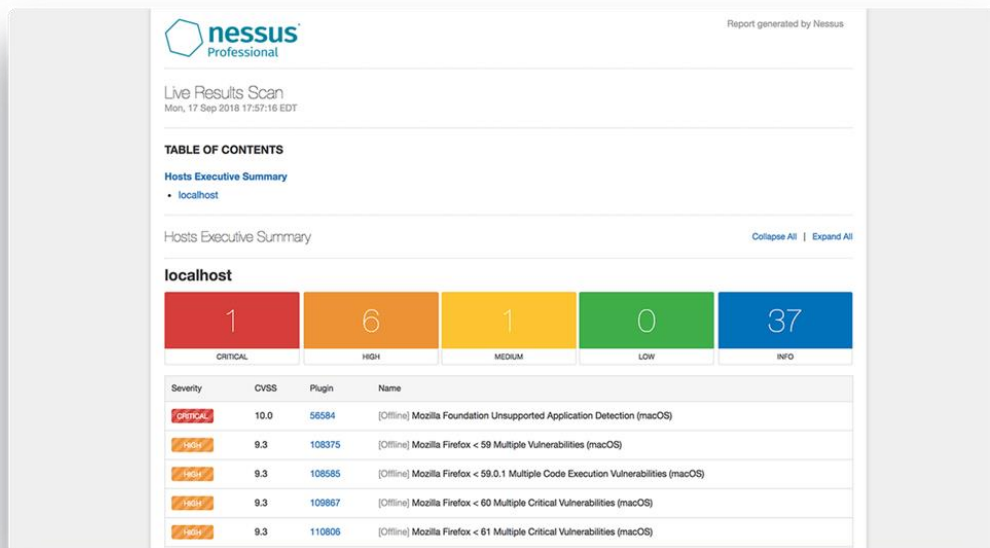 nessus
Professional
Report generated by Nessus
Live Results Scan
Mon, 17 Sep 2018 17:57:16 EDT
TABLE OF CONTENTS
Hosts Executive Summary
• localhost
Hosts Executive Summary
Collapse All | Expand All
localhost
1 6 1 0 37
CRITICAL HIGH MEDIUM LOW INFO
Severity CVSS Plugin Name
CRITICAL 10.0 56584 [Offline] Mozilla Foundation Unsupported Application Detection (macOS)
HIGH 9.3 108375 [Offline] Mozilla Firefox < 59 Multiple Vulnerabilities (macOS)
HIGH 9.3 108585 [Offline] Mozilla Firefox < 59.0.1 Multiple Code Execution Vulnerabilities (macOS)
HIGH 9.3 109867 [Offline] Mozilla Firefox < 60 Multiple Critical Vulnerabilities (macOS)
HIGH 9.3 110806 [Offline] Mozilla Firefox < 61 Multiple Critical Vulnerabilities (macOS)